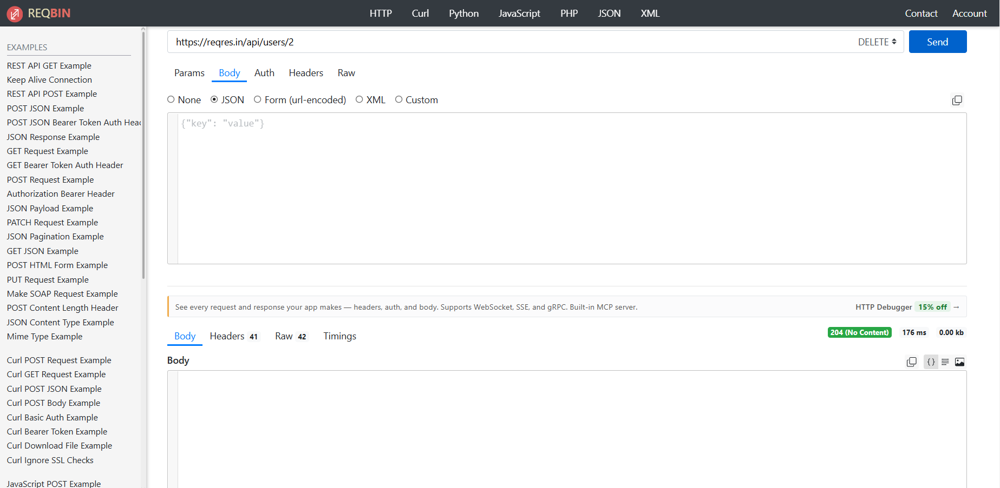 REQBIN
HTTP Curl Python JavaScript PHP JSON XML
Contact Account
EXAMPLES
REST API GET Example
Keep Alive Connection
REST API POST Example
POST JSON Example
POST JSON Bearer Token Auth Head
JSON Response Example
GET Request Example
GET Bearer Token Auth Header
POST Request Example
Authorization Bearer Header
JSON Payload Example
PATCH Request Example
JSON Pagination Example
GET JSON Example
POST HTML Form Example
PUT Request Example
Make SOAP Request Example
POST Content Length Header
JSON Content Type Example
Mime Type Example
Curl POST Request Example
Curl GET Request Example
Curl POST JSON Example
Curl POST Body Example
Curl Basic Auth Example
Curl Bearer Token Example
Curl Download File Example
Curl Ignore SSL Checks
JavaScript POST Example
https://reqres.in/api/users/2 DELETE Send
Params Body Auth Headers Raw
None JSON Form (url-encoded) XML Custom
{"key": "value"}
See every request and response your app makes — headers, auth, and body. Supports WebSocket, SSE, and gRPC. Built-in MCP server. HTTP Debugger 15% off →
Body Headers 41 Raw 42 Timings
204 (No Content) 176 ms 0.00 kb
Body
{}